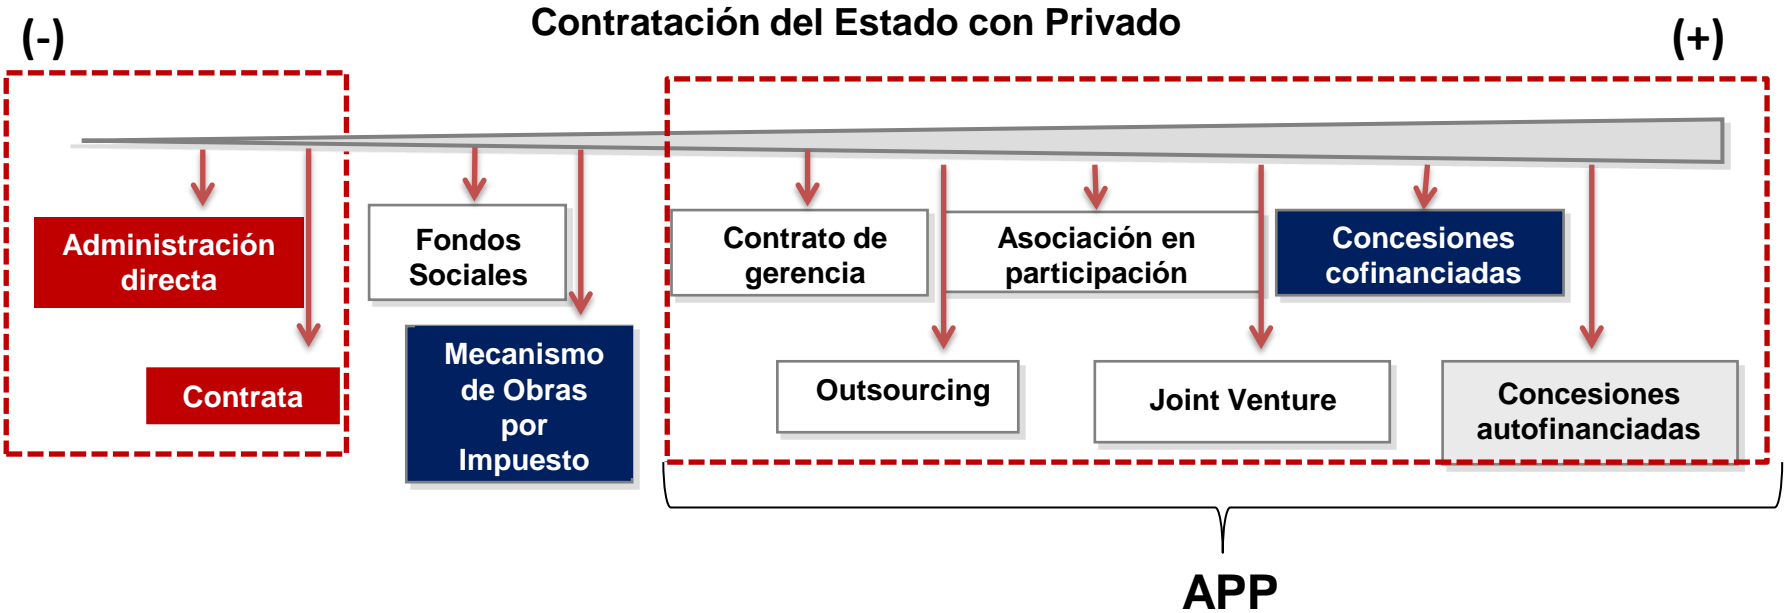 Contratación del Estado con Privado
(-)
(+)
Administración
directa
Contrata
Fondos
Sociales
Mecanismo
de Obras
por
Impuesto
Contrato de
gerencia
Outsourcing
Asociación en
participación
Joint Venture
Concesiones
cofinanciadas
Concesiones
autofinanciadas
APP